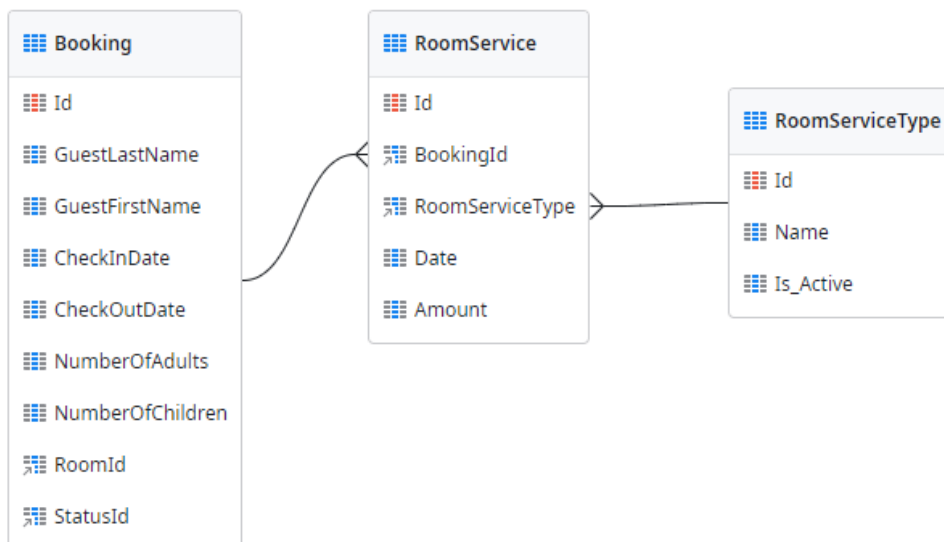 Booking
Id
GuestLastName
GuestFirstName
CheckInDate
CheckOutDate
NumberOfAdults
NumberOfChildren
RoomId
StatusId
RoomService
Id
BookingId
RoomServiceType
Date
Amount
RoomServiceType
Id
Name
Is_Active